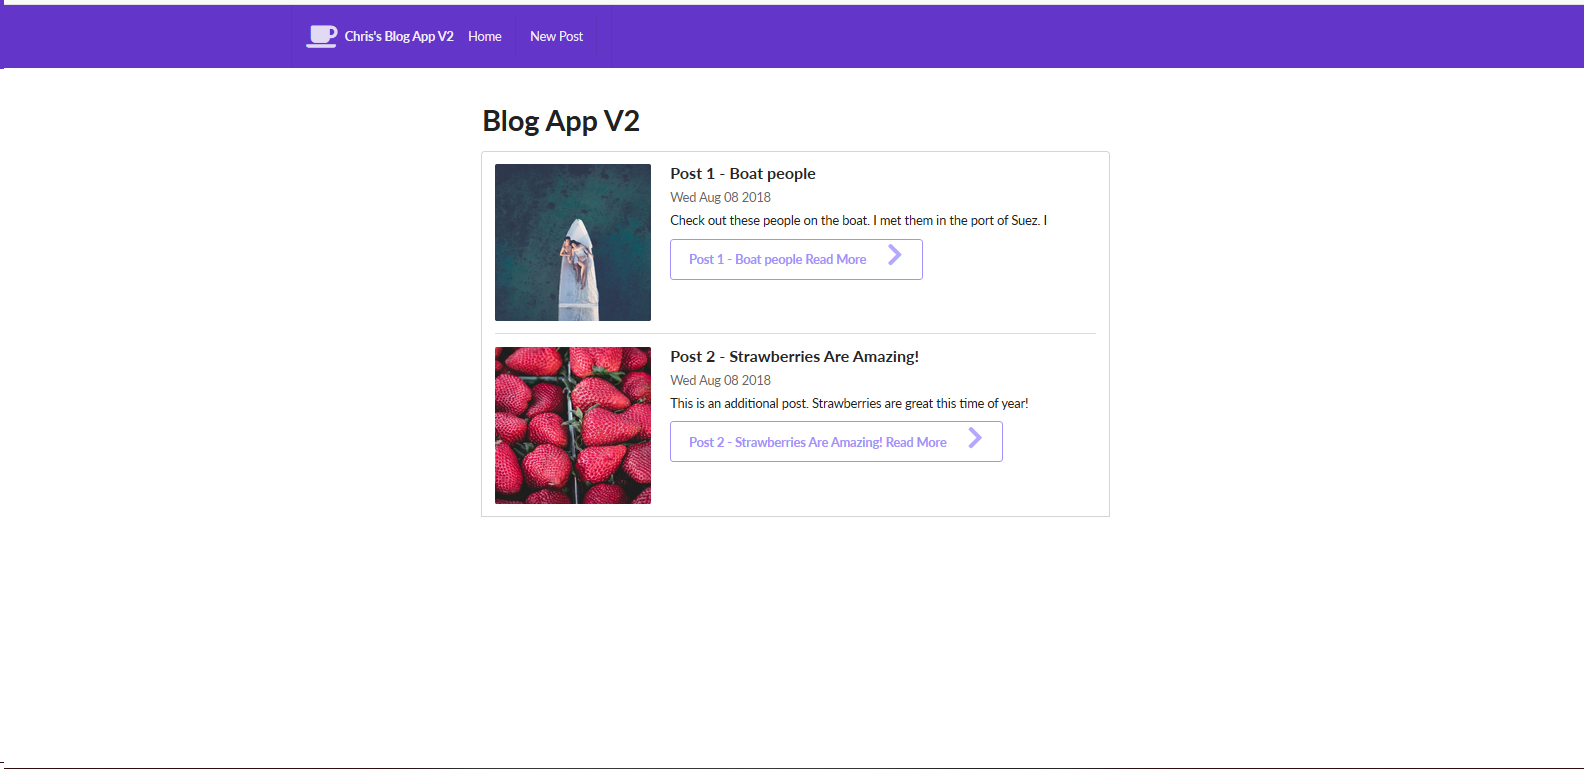 Chris's Blog App V2 Home New Post
Blog App V2
Post 1 - Boat people
Wed Aug 08 2018
Check out these people on the boat. I met them in the port of Suez. I
Post 1 - Boat people Read More
Post 2 - Strawberries Are Amazing!
Wed Aug 08 2018
This is an additional post. Strawberries are great this time of year!
Post 2 - Strawberries Are Amazing! Read More